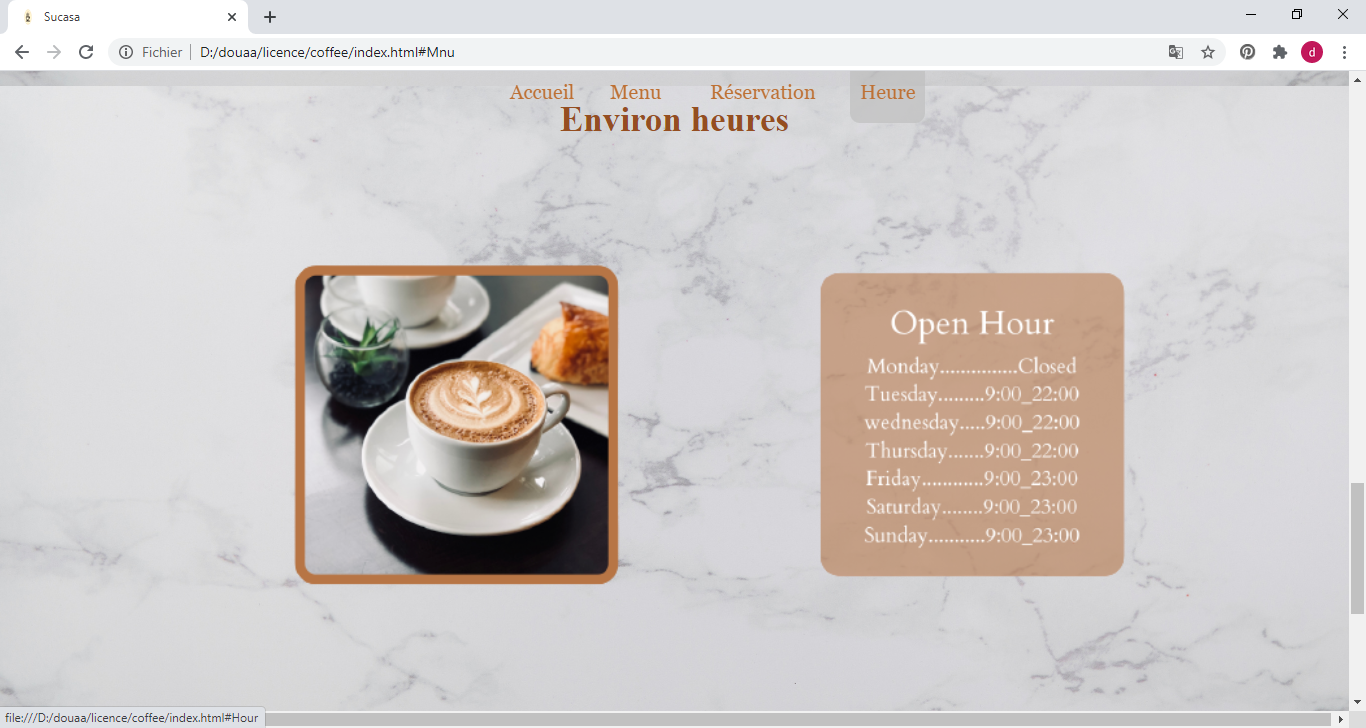 Sucasa
Fichier D:/douaa/licence/coffee/index.html#Mnu
d
Accueil Menu Réservation Heure
Environ heures
Open Hour
Monday...............Closed
Tuesday.........9:00_22:00
wednesday.....9:00_22:00
Thursday.......9:00_22:00
Friday............9:00_23:00
Saturday........9:00_23:00
Sunday...........9:00_23:00
file:///D:/douaa/licence/coffee/index.html#Hour